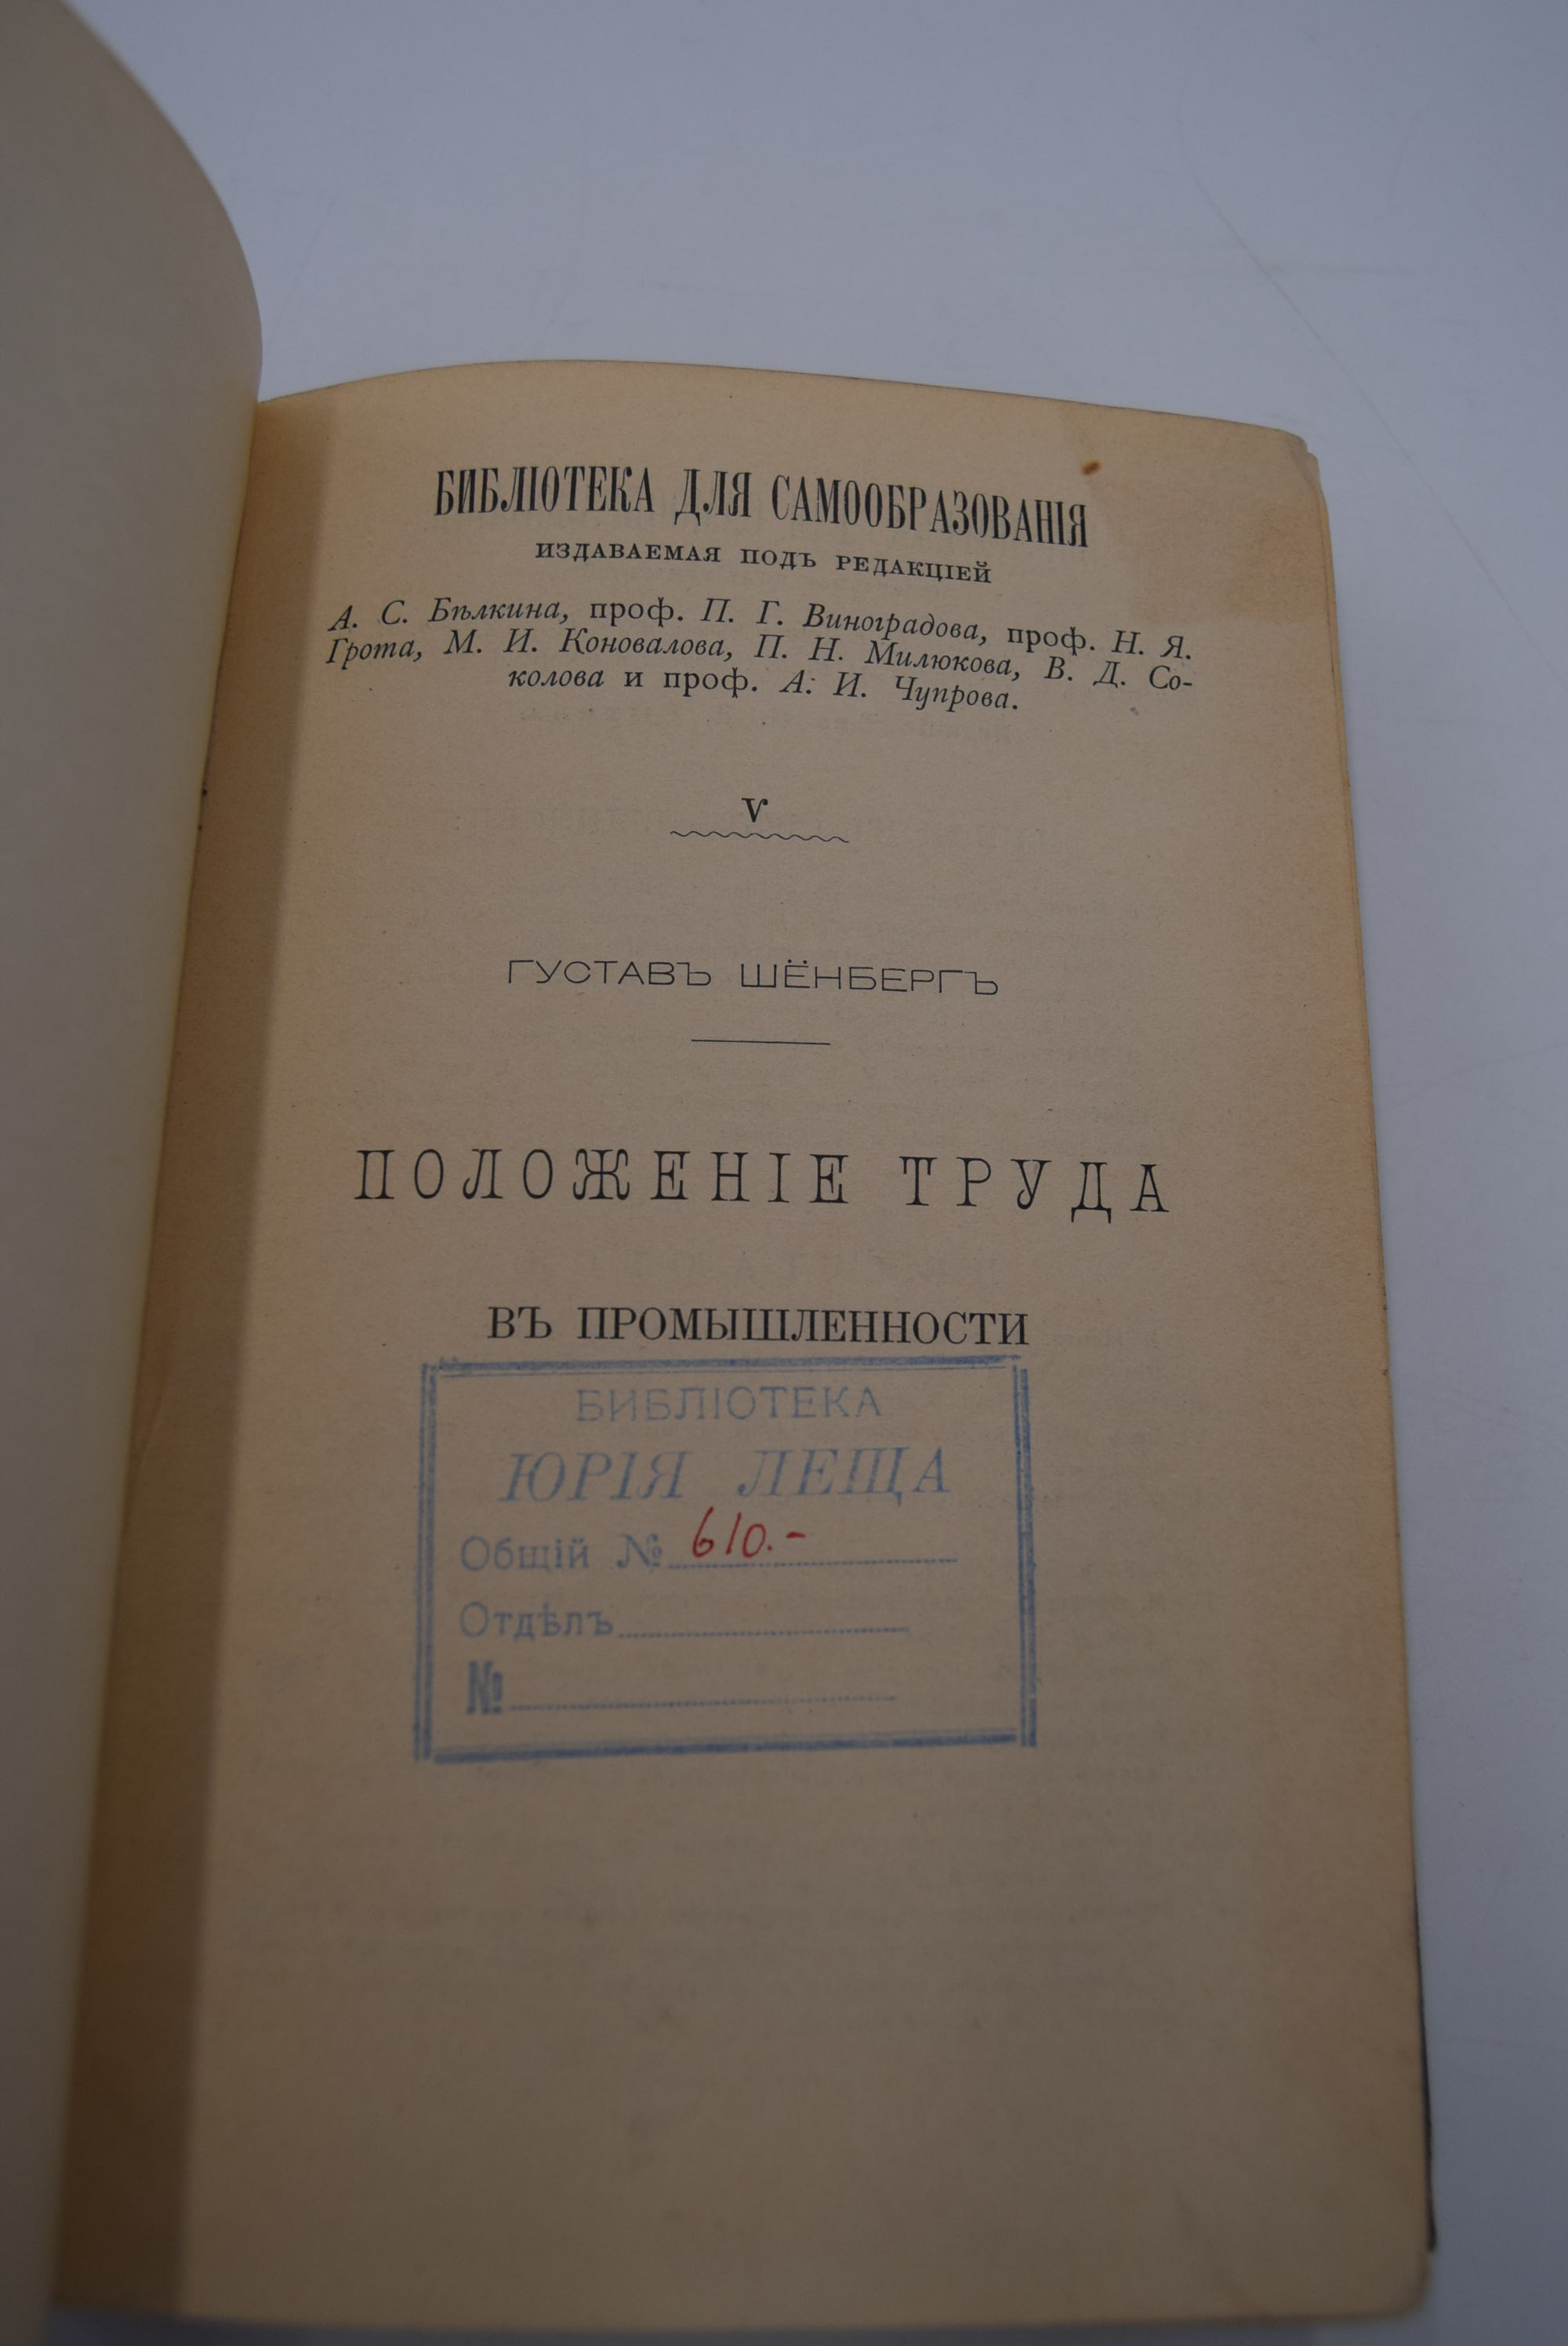 БИБЛІОТЕКА ДЛЯ САМООБРАЗОВАНІЯ
ИЗДАВАЕМАЯ ПОДЪ РЕДАКЦІЕЙ
А. С. Бѣлкина, проф. П. Г. Виноградова, проф. Н. Я.
Грота, М. И. Коновалова, П. Н. Милюкова, В. Д. Со-
колова и проф. А. И. Чупрова.
V
ГУСТАВЪ ШЁНБЕРГЪ
ПОЛОЖЕНІЕ ТРУДА
ВЪ ПРОМЫШЛЕННОСТИ
БИБЛІОТЕКА
ЮРІЯ ЛЕЩА
Общій № 610.-
Отдѣлъ
№